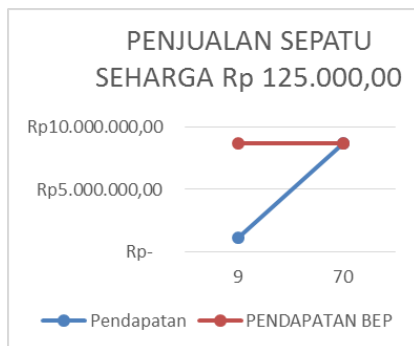 PENJUALAN SEPATU
SEHARGA Rp 125.000,00
Rp10.000.000,00
Rp5.000.000,00
Rp-
9 70
Pendapatan PENDAPATAN BEP